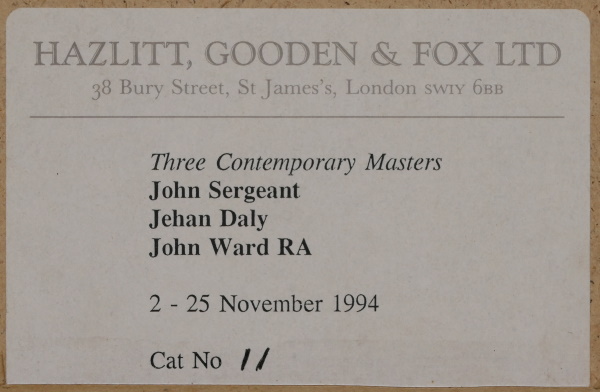 HAZLITT, GOODEN & FOX LTD
38 Bury Street, St James's, London SW1Y 6BB
Three Contemporary Masters
John Sergeant
Jehan Daly
John Ward RA
2 - 25 November 1994
Cat No 11